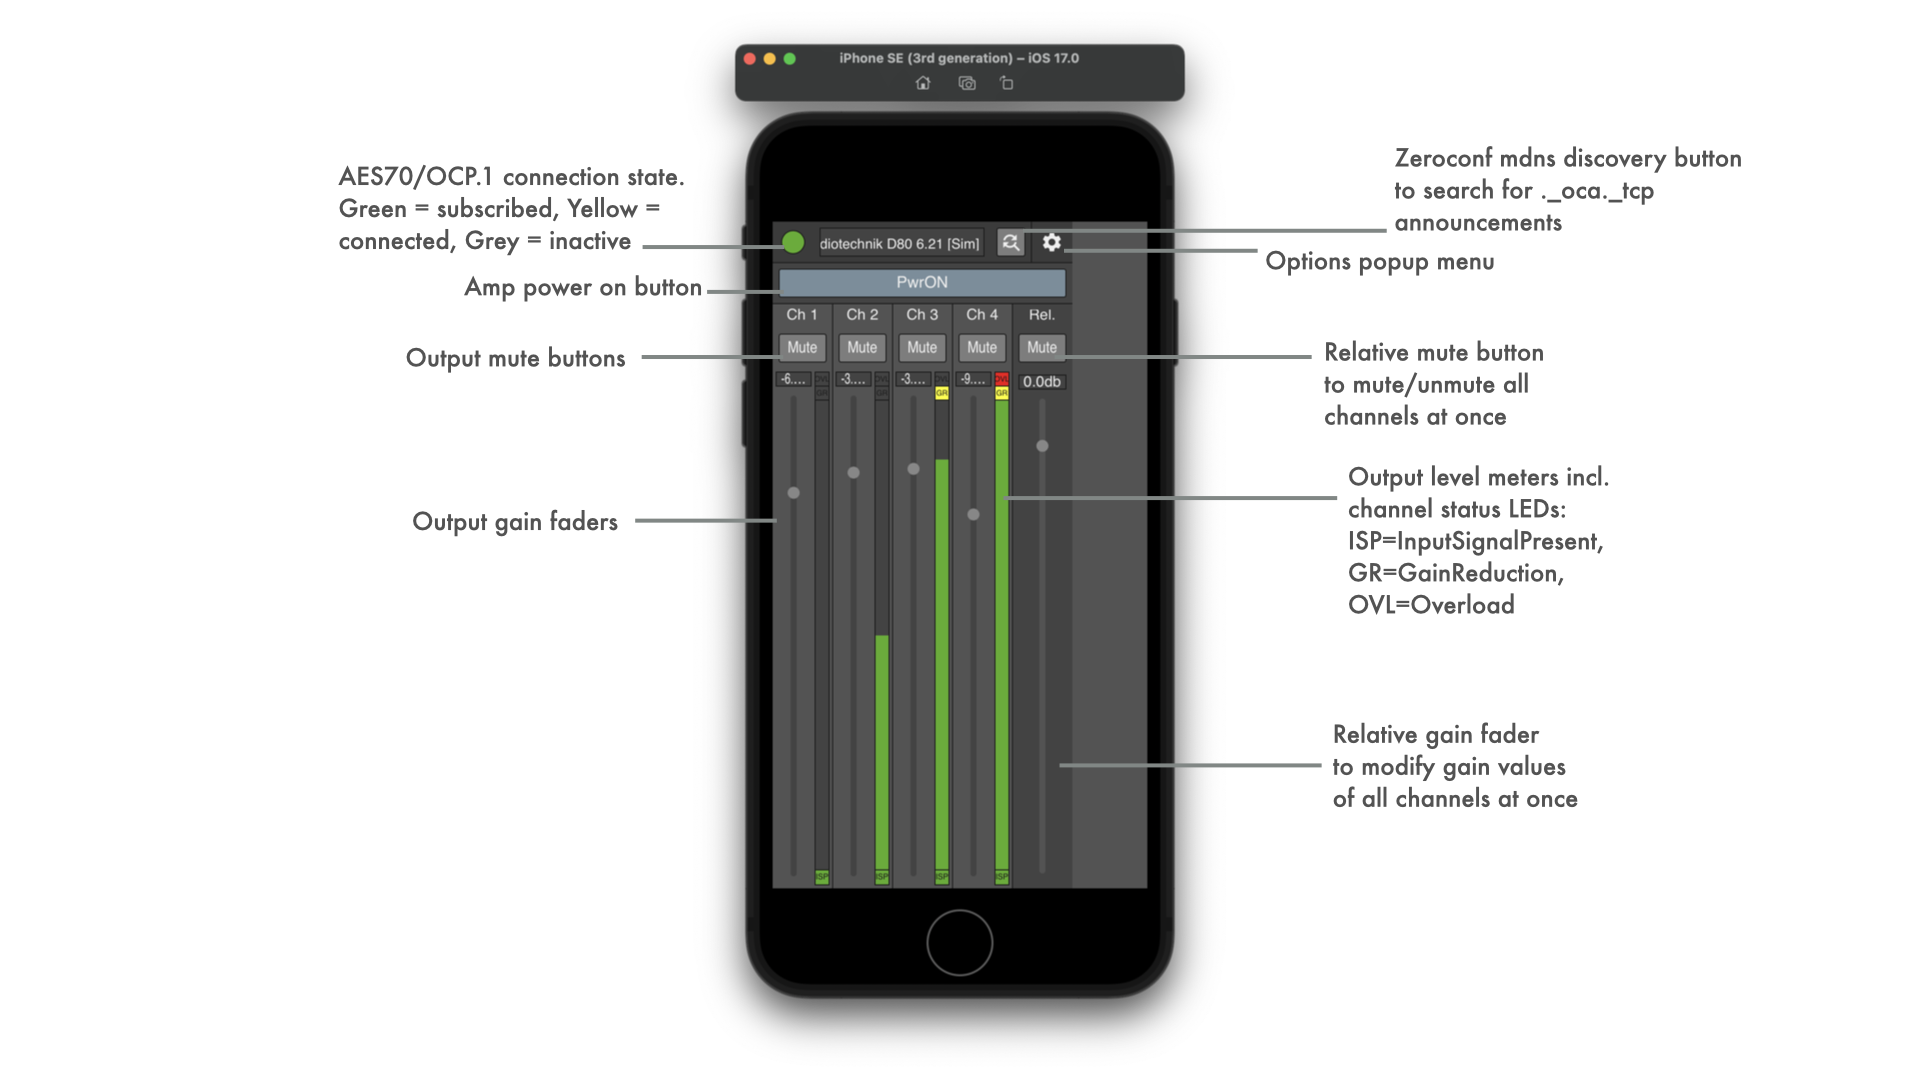 iPhone SE (3rd generation) – iOS 17.0
AES70/OCP.1 connection state.
Green = subscribed, Yellow =
connected, Grey = inactive
Zeroconf mdns discovery button
to search for ._oca._tcp
announcements
diotechnik D80 6.21 [Sim]
Options popup menu
Amp power on button
PwrON
Ch 1
Ch 2
Ch 3
Ch 4
Rel.
Output mute buttons
Mute
Mute
Mute
Mute
Mute
Relative mute button
to mute/unmute all
channels at once
-6....
OVL
-3....
OVL
-3....
OVL
-9....
OVL
0.0db
GR
GR
GR
GR
Output gain faders
Output level meters incl.
channel status LEDs:
ISP=InputSignalPresent,
GR=GainReduction,
OVL=Overload
Relative gain fader
to modify gain values
of all channels at once
ISP
ISP
ISP
ISP